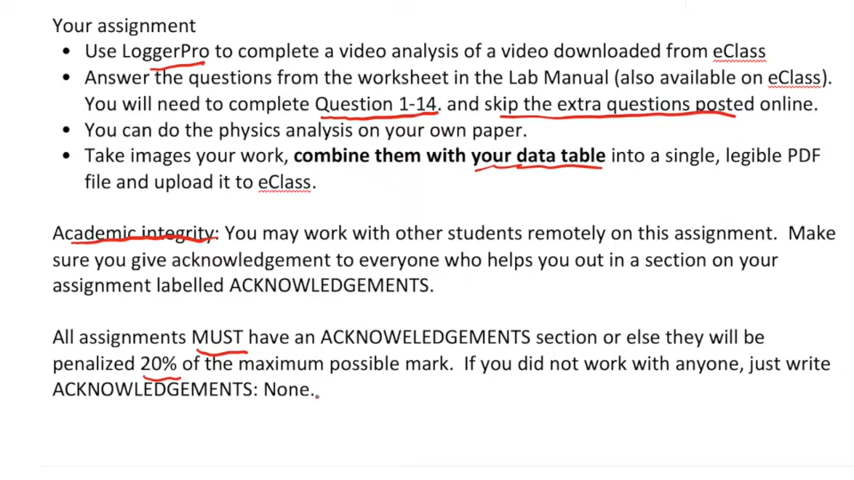 Your assignment
• Use LoggerPro to complete a video analysis of a video downloaded from eClass
• Answer the questions from the worksheet in the Lab Manual (also available on eClass).
You will need to complete Question 1-14. and skip the extra questions posted online.
• You can do the physics analysis on your own paper.
• Take images your work, combine them with your data table into a single, legible PDF
file and upload it to eClass.
Academic integrity: You may work with other students remotely on this assignment. Make
sure you give acknowledgement to everyone who helps you out in a section on your
assignment labelled ACKNOWLEDGEMENTS.
All assignments MUST have an ACKNOWELEDGEMENTS section or else they will be
penalized 20% of the maximum possible mark. If you did not work with anyone, just write
ACKNOWLEDGEMENTS: None.